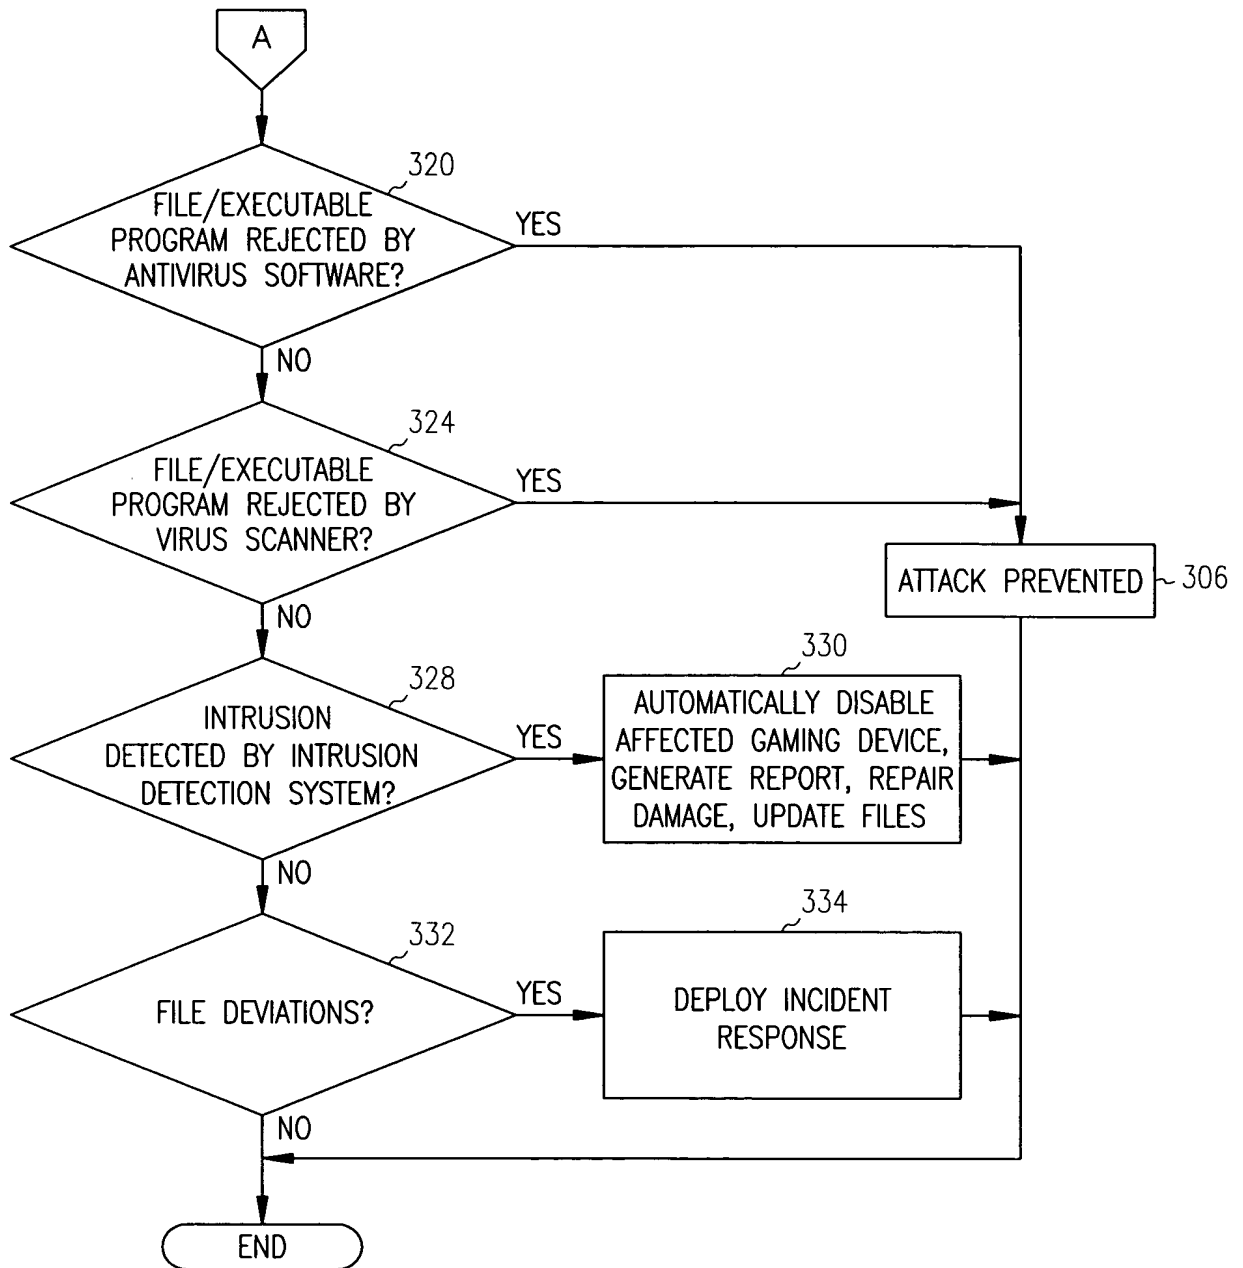 A
320
FILE/EXECUTABLE
PROGRAM REJECTED BY
ANTIVIRUS SOFTWARE?
YES
NO
324
FILE/EXECUTABLE
PROGRAM REJECTED BY
VIRUS SCANNER?
YES
NO
ATTACK PREVENTED
306
328
INTRUSION
DETECTED BY INTRUSION
DETECTION SYSTEM?
YES
NO
330
AUTOMATICALLY DISABLE
AFFECTED GAMING DEVICE,
GENERATE REPORT, REPAIR
DAMAGE, UPDATE FILES
332
FILE DEVIATIONS?
YES
NO
334
DEPLOY INCIDENT
RESPONSE
END